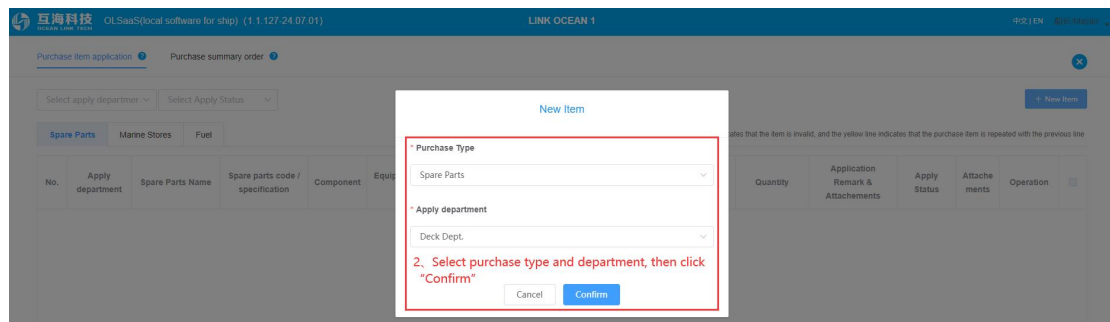 互海科技 OLSaaS(local software for ship) (1.1.127-24.07.01) LINK OCEAN 1 中文 | EN
OCEAN LINK TECH
Purchase item application Purchase summary order
Select apply departmer Select Apply Status + New Item
New Item
Spare Parts Marine Stores Fuel
ates that the item is invalid, and the yellow line indicates that the purchase item is repeated with the previous line
* Purchase Type
Spare Parts
No. Apply department Spare Parts Name Spare parts code / specification Component Equip Quantity Application Remark & Attachements Apply Status Attache ments Operation
* Apply department
Deck Dept.
2、Select purchase type and department, then click
"Confirm"
Cancel Confirm